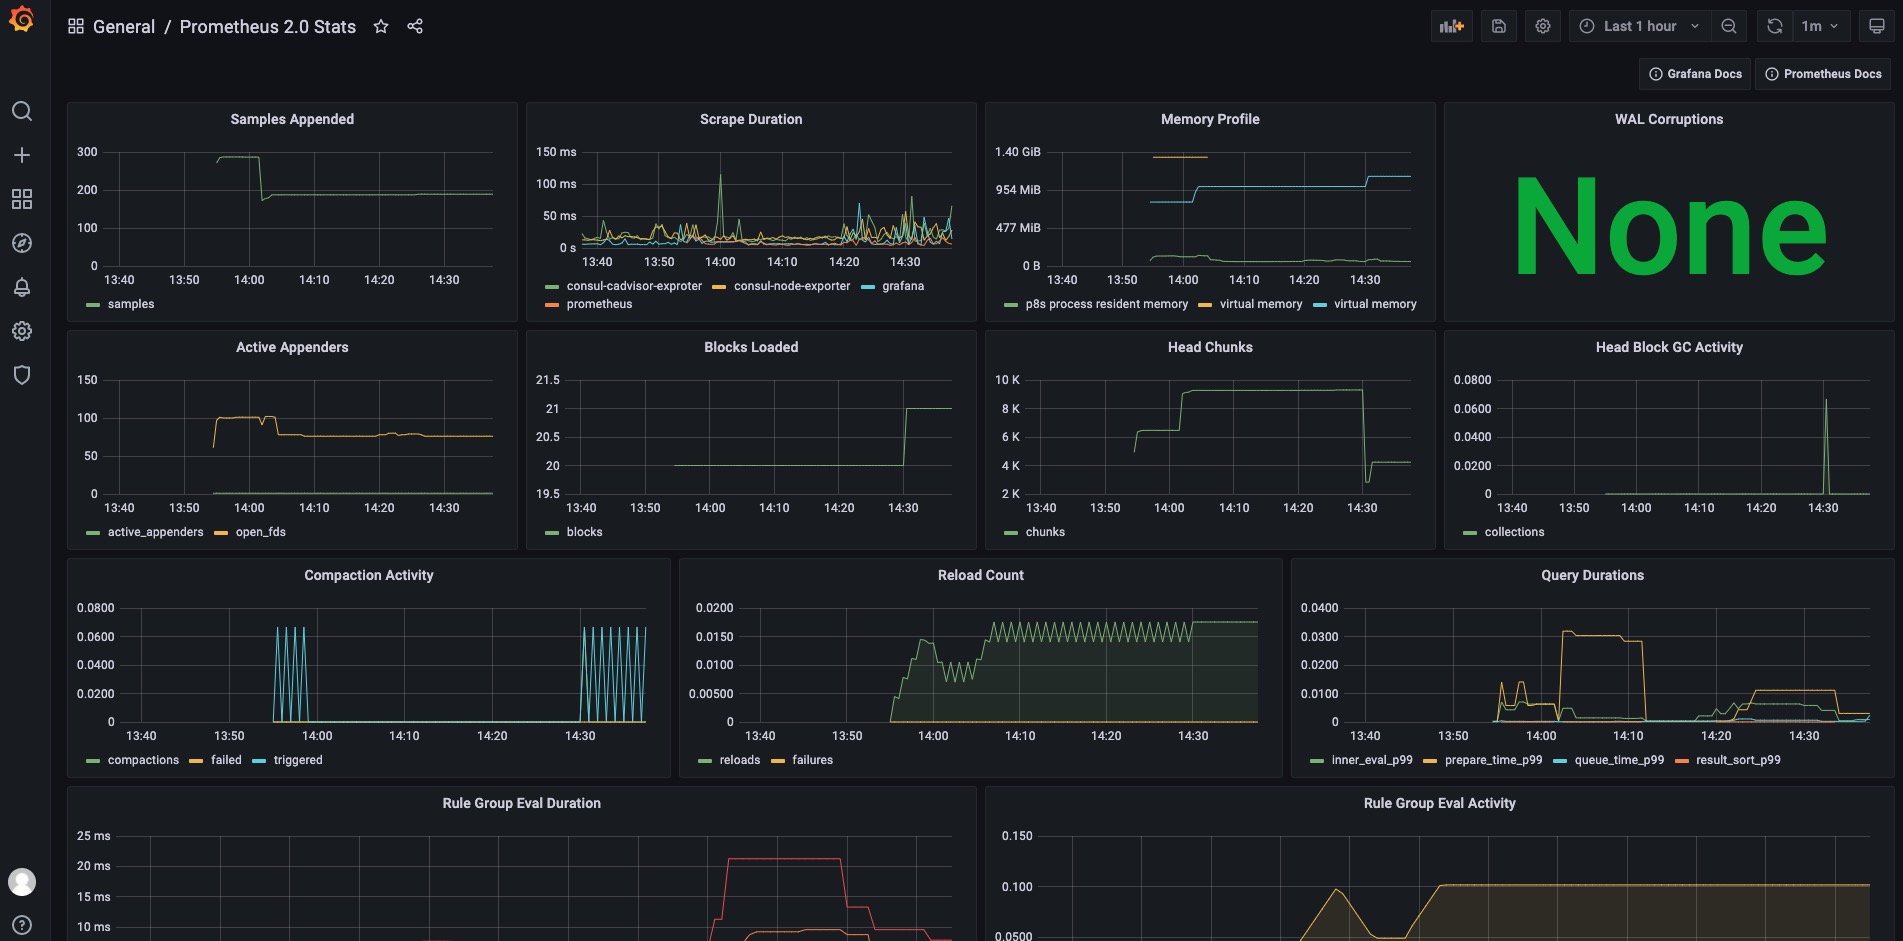 General / Prometheus 2.0 Stats
Last 1 hour
1m
Grafana Docs
Prometheus Docs
Samples Appended
300
200
100
0
13:40 13:50 14:00 14:10 14:20 14:30
samples
Scrape Duration
150 ms
100 ms
50 ms
0 s
13:40 13:50 14:00 14:10 14:20 14:30
consul-cadvisor-exproter consul-node-exporter grafana
prometheus
Memory Profile
1.40 GiB
954 MiB
477 MiB
0 B
13:40 13:50 14:00 14:10 14:20 14:30
p8s process resident memory virtual memory virtual memory
WAL Corruptions
None
Active Appenders
150
100
50
0
13:40 13:50 14:00 14:10 14:20 14:30
active_appenders open_fds
Blocks Loaded
21.5
21
20.5
20
19.5
13:40 13:50 14:00 14:10 14:20 14:30
blocks
Head Chunks
10 K
8 K
6 K
4 K
2 K
13:40 13:50 14:00 14:10 14:20 14:30
chunks
Head Block GC Activity
0.0800
0.0600
0.0400
0.0200
0
13:40 13:50 14:00 14:10 14:20 14:30
collections
Compaction Activity
0.0800
0.0600
0.0400
0.0200
0
13:40 13:50 14:00 14:10 14:20 14:30
compactions failed triggered
Reload Count
0.0200
0.0150
0.0100
0.00500
0
13:40 13:50 14:00 14:10 14:20 14:30
reloads failures
Query Durations
0.0400
0.0300
0.0200
0.0100
0
13:40 13:50 14:00 14:10 14:20 14:30
inner_eval_p99 prepare_time_p99 queue_time_p99 result_sort_p99
Rule Group Eval Duration
25 ms
20 ms
15 ms
10 ms
Rule Group Eval Activity
0.150
0.100
0.0500